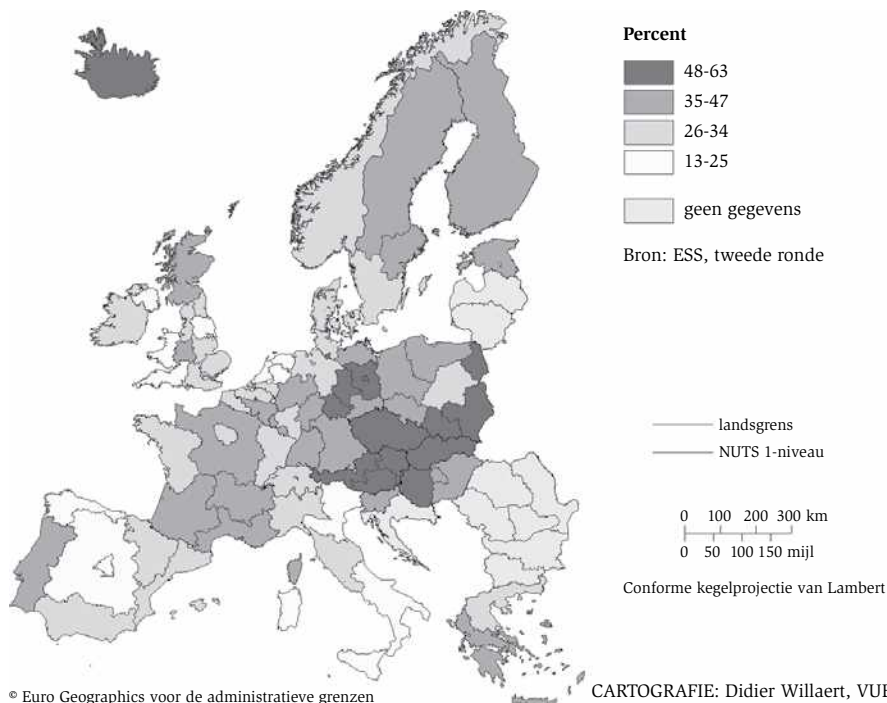 Percent
48-63
35-47
26-34
13-25
geen gegevens
Bron: ESS, tweede ronde
landsgrens
NUTS 1-niveau
0 100 200 300 km
0 50 100 150 mijl
Conforme kegelprojectie van Lambert
© Euro Geographics voor de administratieve grenzen
CARTOGRAFIE: Didier Willaert, VUB